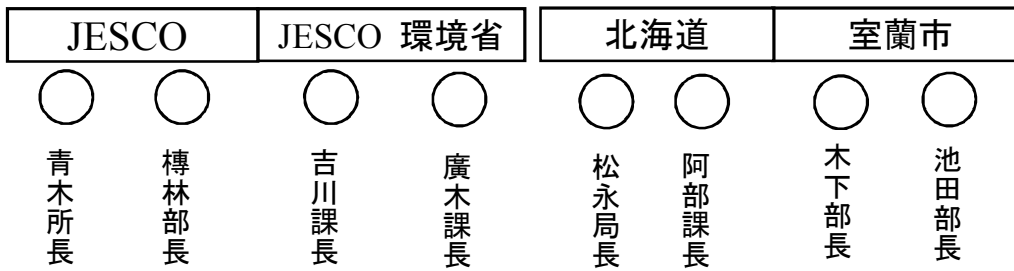 JESCO
JESCO 環境省
北海道
室蘭市
青木所長
樽林部長
吉川課長
廣木課長
松永局長
阿部課長
木下部長
池田部長